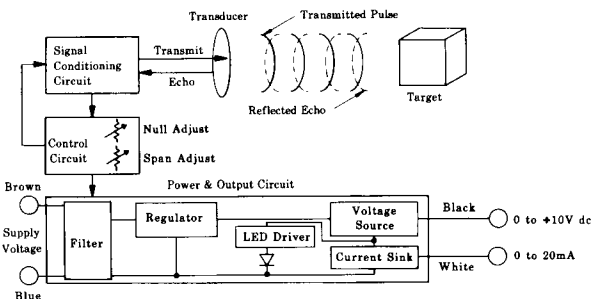 Transducer
Transmitted Pulse
Signal
Conditioning
Circuit
Transmit
Echo
Reflected Echo
Target
Control
Circuit
Null Adjust
Span Adjust
Brown
Power & Output Circuit
Supply
Voltage
Filter
Regulator
LED Driver
Voltage
Source
Current Sink
Black
0 to +10V dc
White
0 to 20mA
Blue